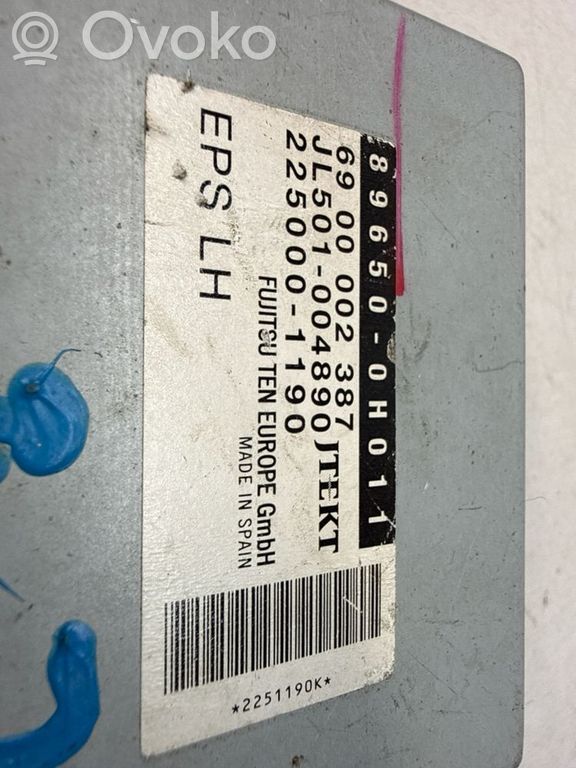 Ovoko
89650-0H011
69 00 002 387
JL501-004890
225000-1190
JTEKT
EPS LH
FUJITSU TEN EUROPE GmbH
MADE IN SPAIN
*2251190K*